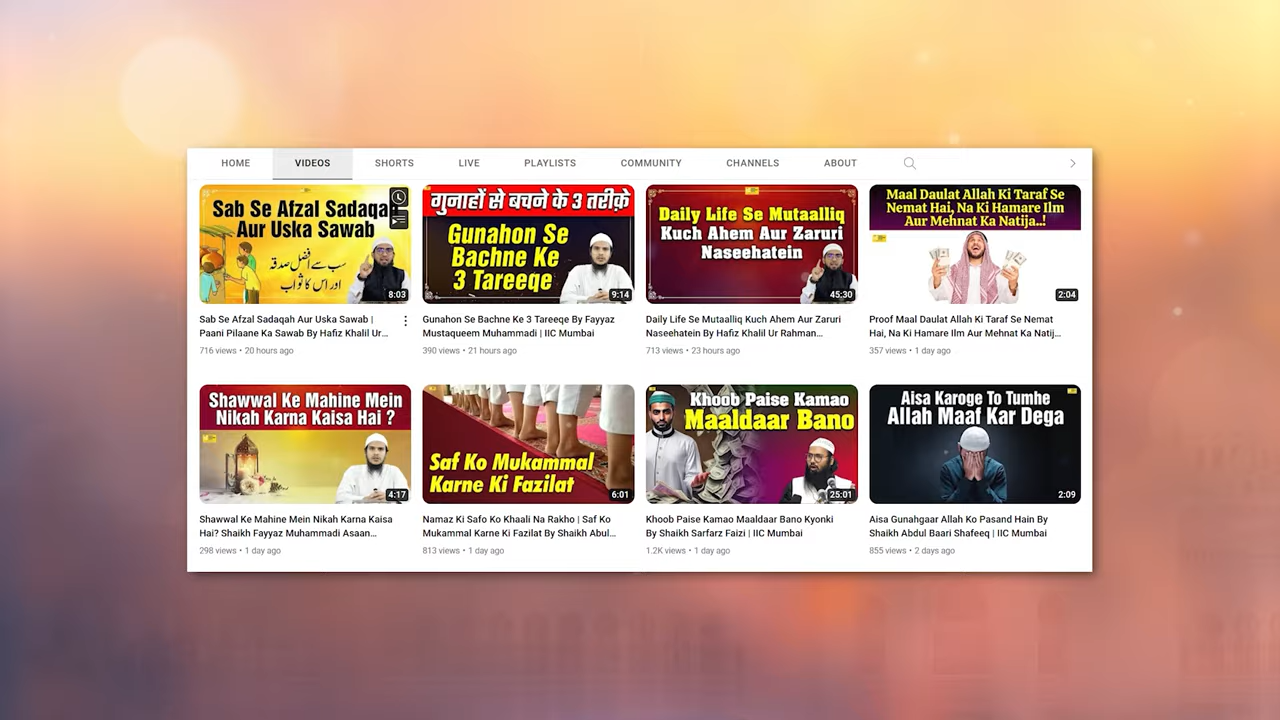 HOME VIDEOS SHORTS LIVE PLAYLISTS COMMUNITY CHANNELS ABOUT
Sab Se Afzal Sadaqa
Aur Uska Sawab
سب سے افضل صدقہ
اور اس کا ثواب
8:03
गुनाहों से बचने के 3 तरीक़े
Gunahon Se
Bachne Ke
3 Tareeqe
9:14
Daily Life Se Mutaalliq
Kuch Ahem Aur Zaruri
Naseehatein
45:30
Maal Daulat Allah Ki Taraf Se
Nemat Hai, Na Ki Hamare Ilm
Aur Mehnat Ka Natija..!
2:04
Sab Se Afzal Sadaqah Aur Uska Sawab |
Paani Pilaane Ka Sawab By Hafiz Khalil Ur...
716 views • 20 hours ago
Gunahon Se Bachne Ke 3 Tareeqe By Fayyaz
Mustaqueem Muhammadi | IIC Mumbai
390 views • 21 hours ago
Daily Life Se Mutaalliq Kuch Ahem Aur Zaruri
Naseehatein By Hafiz Khalil Ur Rahman...
713 views • 23 hours ago
Proof Maal Daulat Allah Ki Taraf Se Nemat
Hai, Na Ki Hamare Ilm Aur Mehnat Ka Natij...
357 views • 1 day ago
Shawwal Ke Mahine Mein
Nikah Karna Kaisa Hai ?
4:17
Saf Ko Mukammal
Karne Ki Fazilat
6:01
Khoob Paise Kamao
Maaldaar Bano
25:01
Aisa Karoge To Tumhe
Allah Maaf Kar Dega
2:09
Shawwal Ke Mahine Mein Nikah Karna Kaisa
Hai? Shaikh Fayyaz Muhammadi Asaan...
298 views • 1 day ago
Namaz Ki Safo Ko Khaali Na Rakho | Saf Ko
Mukammal Karne Ki Fazilat By Shaikh Abul...
813 views • 1 day ago
Khoob Paise Kamao Maaldaar Bano Kyonki
By Shaikh Sarfarz Faizi | IIC Mumbai
1.2K views • 1 day ago
Aisa Gunahgaar Allah Ko Pasand Hain By
Shaikh Abdul Baari Shafeeq | IIC Mumbai
855 views • 2 days ago